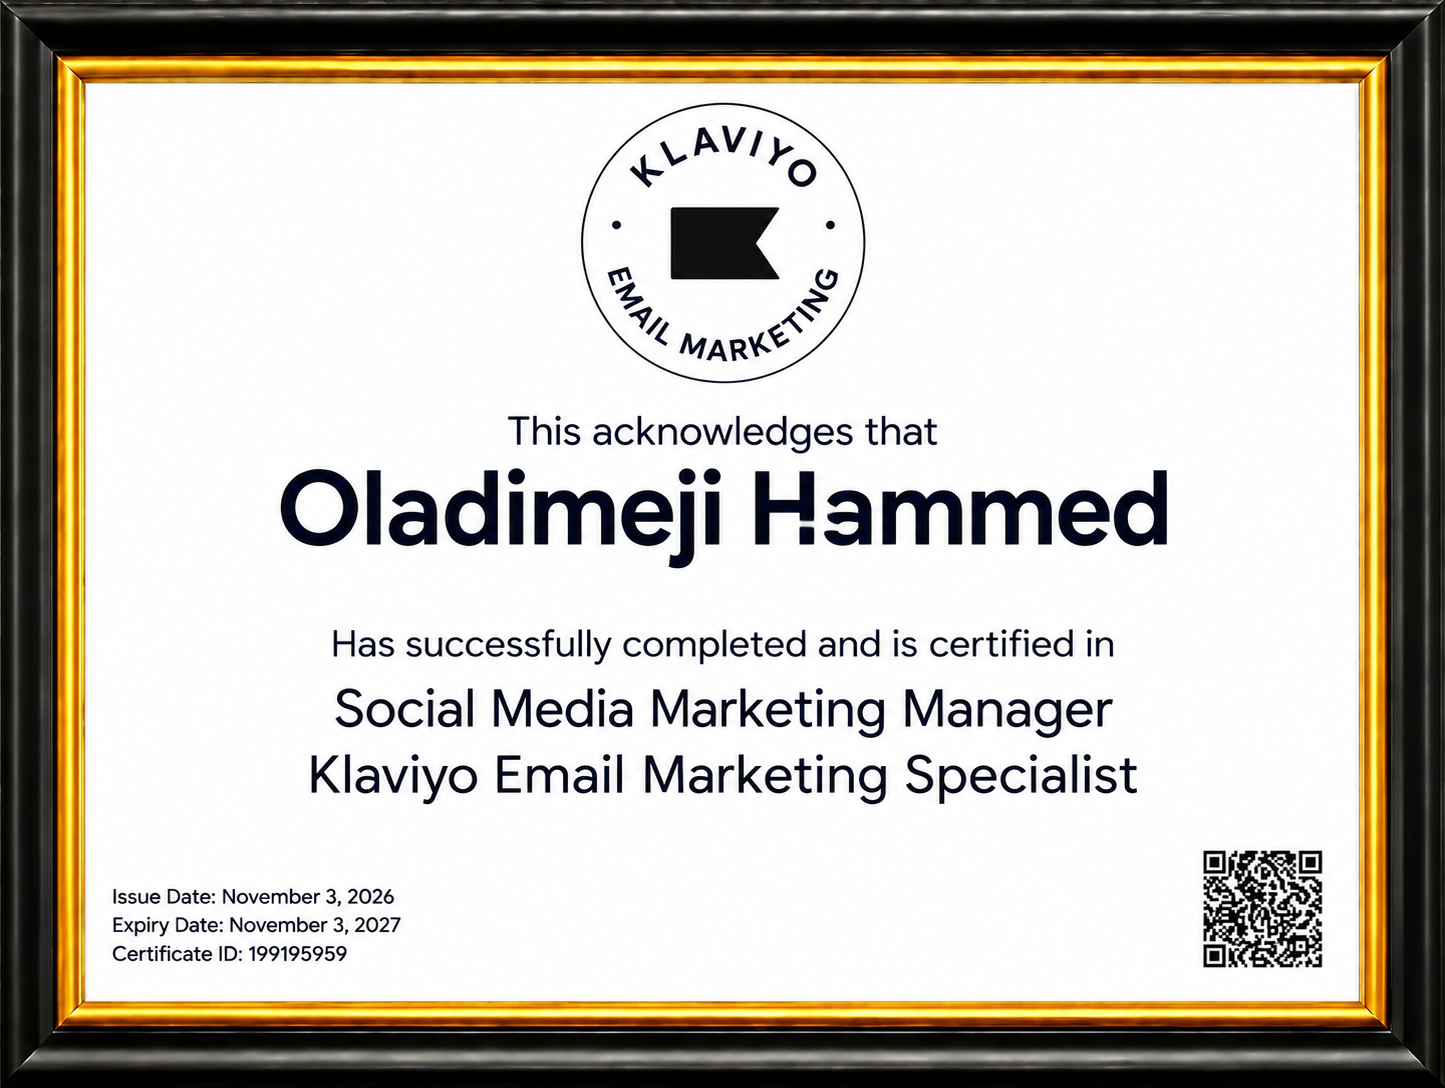 KLAVIYO
EMAIL MARKETING
This acknowledges that
Oladimeji Hammed
Has successfully completed and is certified in
Social Media Marketing Manager
Klaviyo Email Marketing Specialist
Issue Date: November 3, 2026
Expiry Date: November 3, 2027
Certificate ID: 199195959